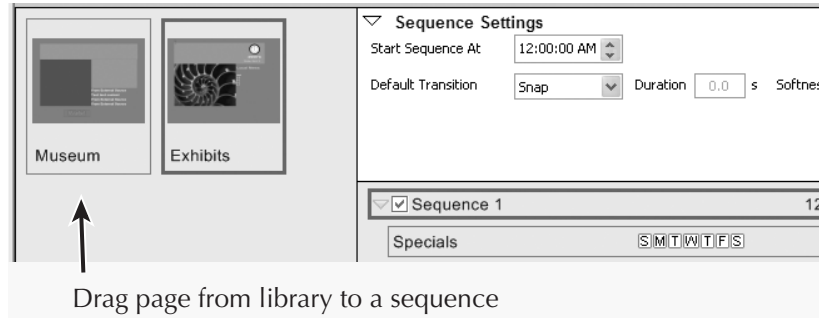 Sequence Settings
Start Sequence At 12:00:00 AM
Default Transition Snap Duration 0.0 s Softnes
Museum
Exhibits
Sequence 1 12
Specials S M T W T F S
Drag page from library to a sequence